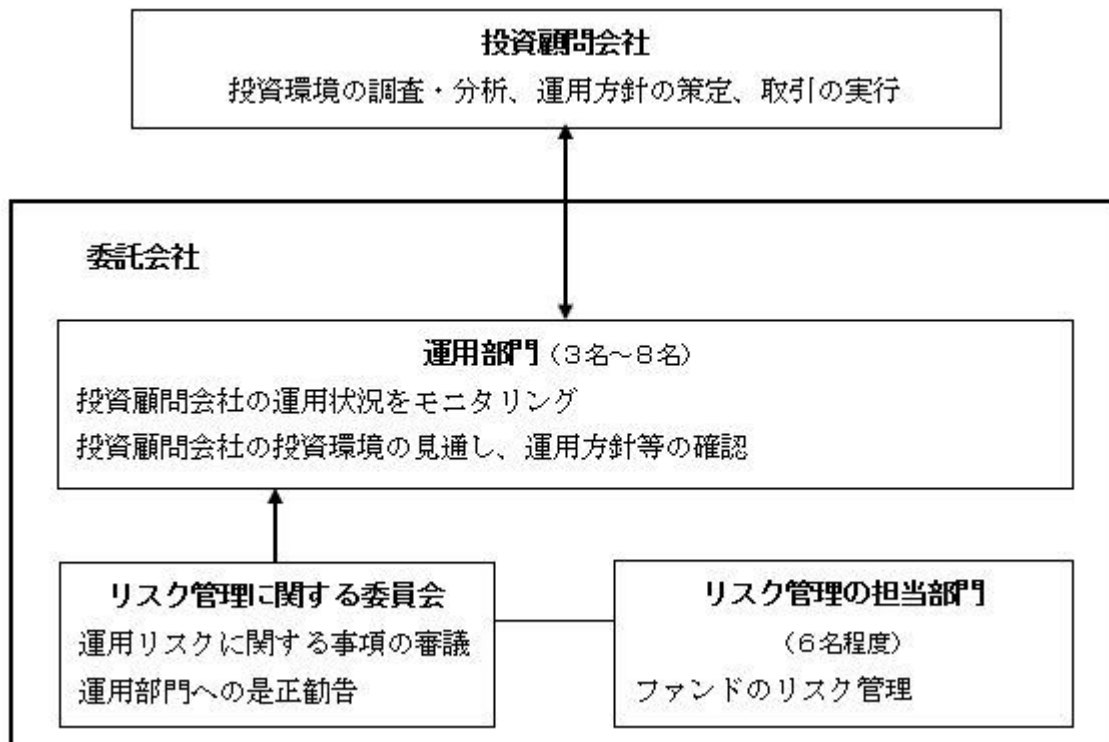 投資顧問会社
投資環境の調査・分析、運用方針の策定、取引の実行
委託会社
運用部門（3名～8名）
投資顧問会社の運用状況をモニタリング
投資顧問会社の投資環境の見通し、運用方針等の確認
リスク管理に関する委員会
運用リスクに関する事項の審議
運用部門への是正勧告
リスク管理の担当部門
（6名程度）
ファンドのリスク管理